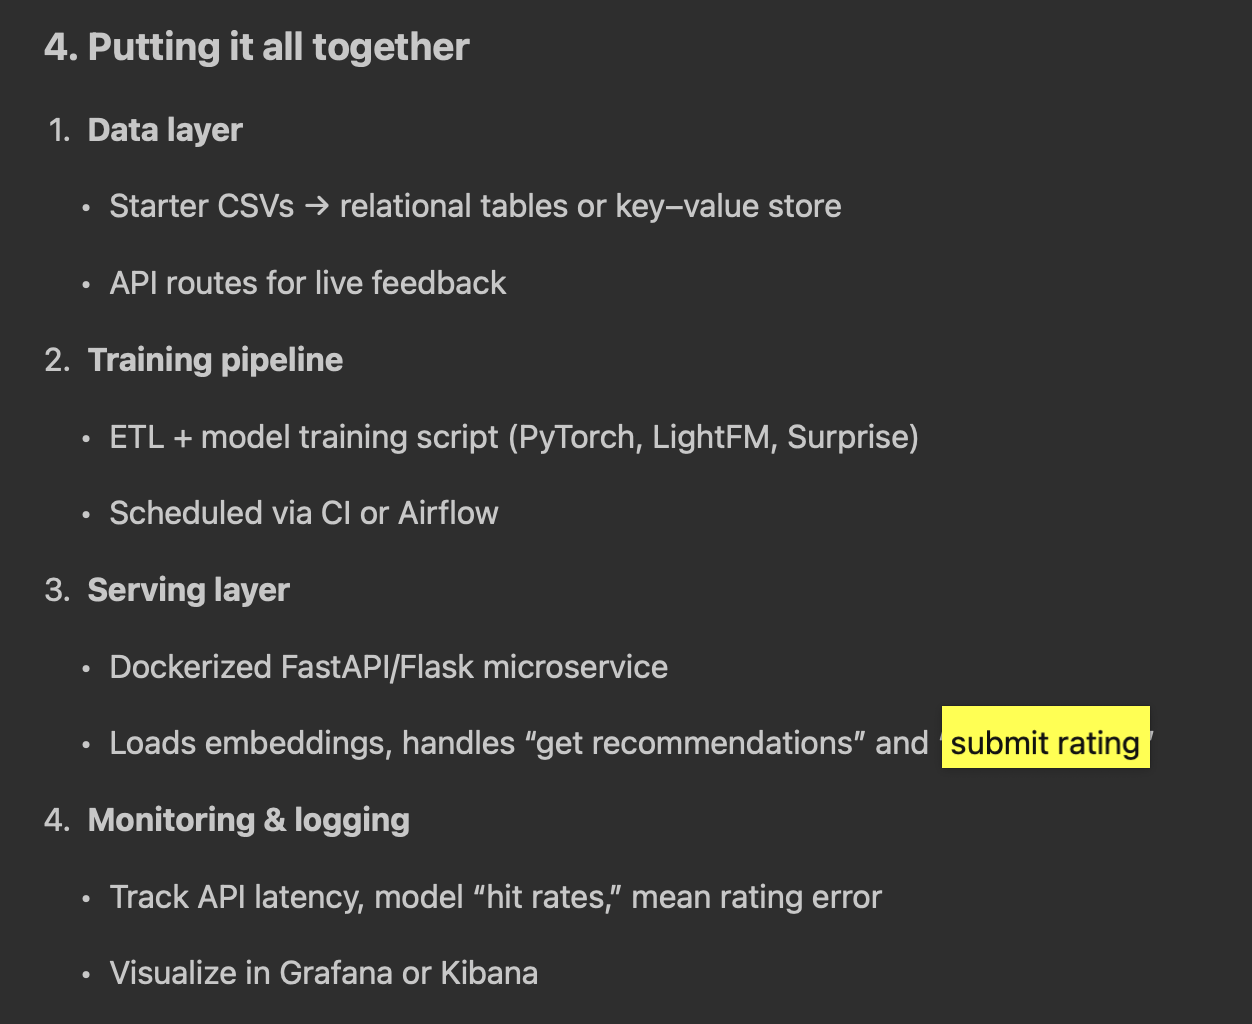 4. Putting it all together
1. Data layer
• Starter CSVs → relational tables or key–value store
• API routes for live feedback
2. Training pipeline
• ETL + model training script (PyTorch, LightFM, Surprise)
• Scheduled via CI or Airflow
3. Serving layer
• Dockerized FastAPI/Flask microservice
• Loads embeddings, handles “get recommendations” and “submit rating”
4. Monitoring & logging
• Track API latency, model “hit rates,” mean rating error
• Visualize in Grafana or Kibana